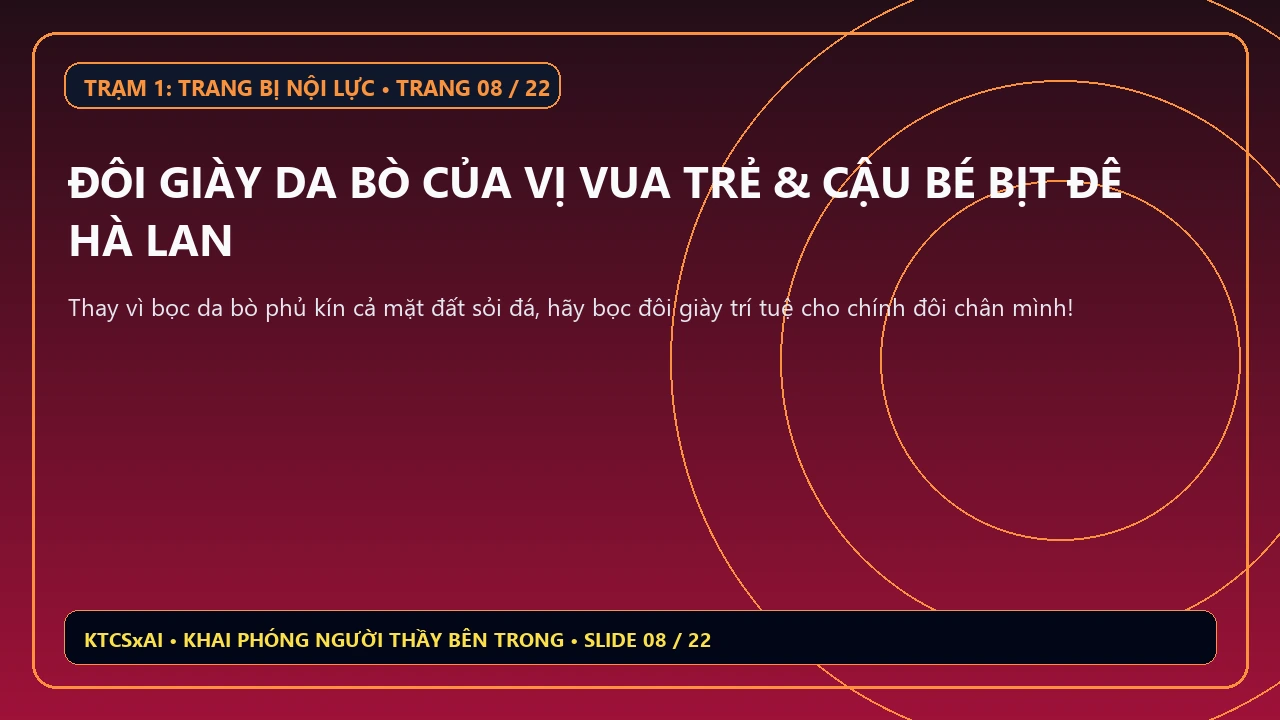 TRẠM 1: TRANG BỊ NỘI LỰC • TRANG 08 / 22
ĐÔI GIÀY DA BÒ CỦA VỊ VUA TRẺ & CẬU BÉ BỊT ĐÊ
HÀ LAN
Thay vì bọc da bò phủ kín cả mặt đất sỏi đá, hãy bọc đôi giày trí tuệ cho chính đôi chân mình!
KTCSxAI • KHAI PHÓNG NGƯỜI THẦY BÊN TRONG • SLIDE 08 / 22